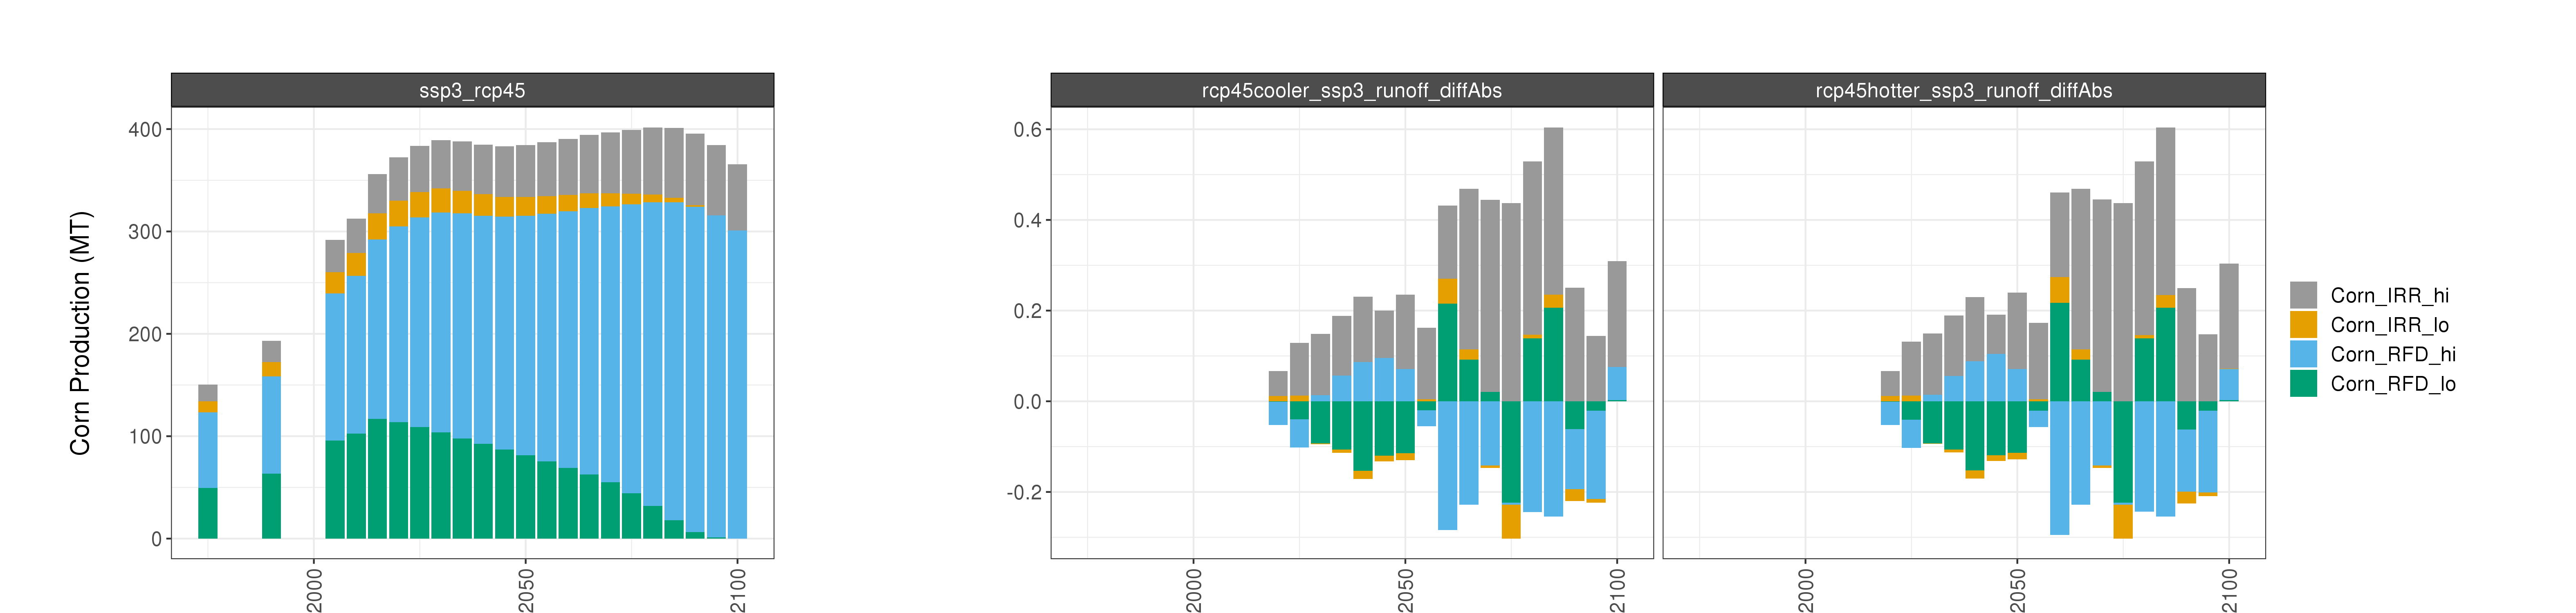 ssp3_rcp45
rcp45cooler_ssp3_runoff_diffAbs
rcp45hotter_ssp3_runoff_diffAbs
Corn Production (MT)
400
300
200
100
0
0.6
0.4
0.2
0.0
-0.2
2000
2050
2100
2000
2050
2100
2000
2050
2100
Corn_IRR_hi
Corn_IRR_lo
Corn_RFD_hi
Corn_RFD_lo